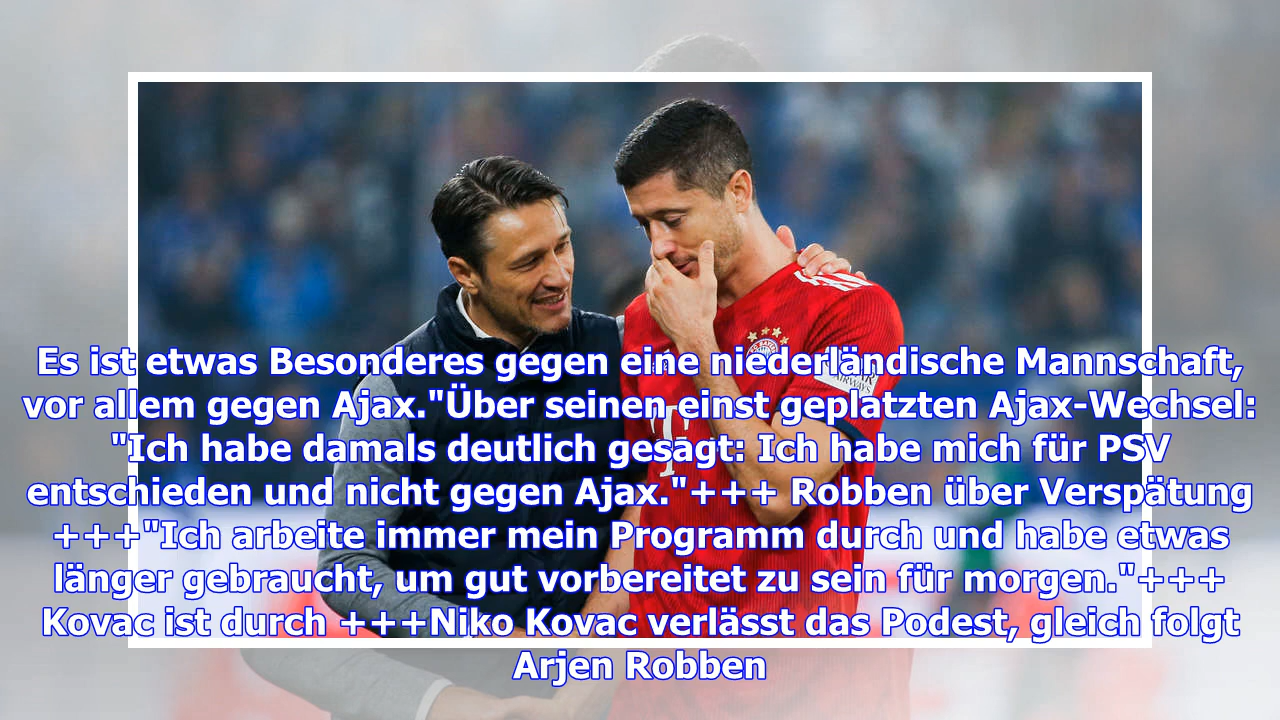 Es ist etwas Besonderes gegen eine niederländische Mannschaft,
vor allem gegen Ajax."Über seinen einst geplatzten Ajax-Wechsel:
"Ich habe damals deutlich gesagt: Ich habe mich für PSV
entschieden und nicht gegen Ajax."+++ Robben über Verspätung
+++"Ich arbeite immer mein Programm durch und habe etwas
länger gebraucht, um gut vorbereitet zu sein für morgen."+++
Kovac ist durch +++Niko Kovac verlässt das Podest, gleich folgt
Arjen Robben